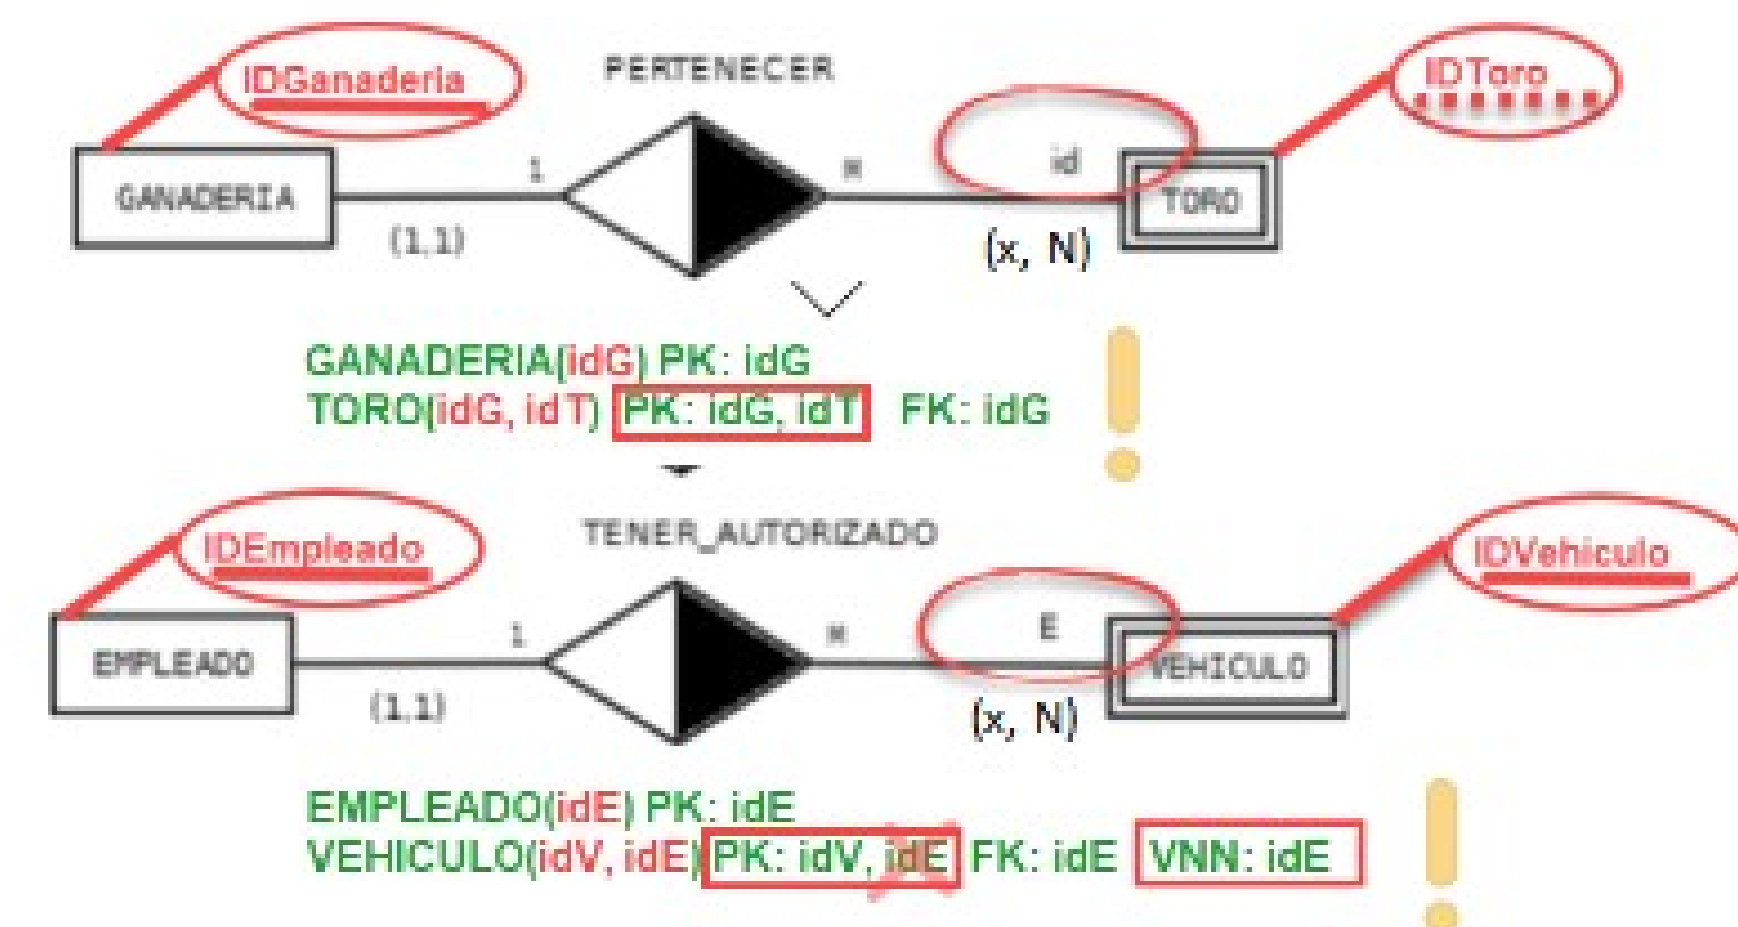 IDGanaderia
PERTENECER
IDToro
GANADERIA
1
(1,1)
M
id
TORO
(x, N)
GANADERIA(idG) PK: idG
TORO(idG, idT) PK: idG, idT FK: idG
IDEmpleado
TENER_AUTORIZADO
IDVehiculo
EMPLEADO
1
(1,1)
M
E
VEHICULO
(x, N)
EMPLEADO(idE) PK: idE
VEHICULO(idV, idE) PK: idV, idE FK: idE VNN: idE